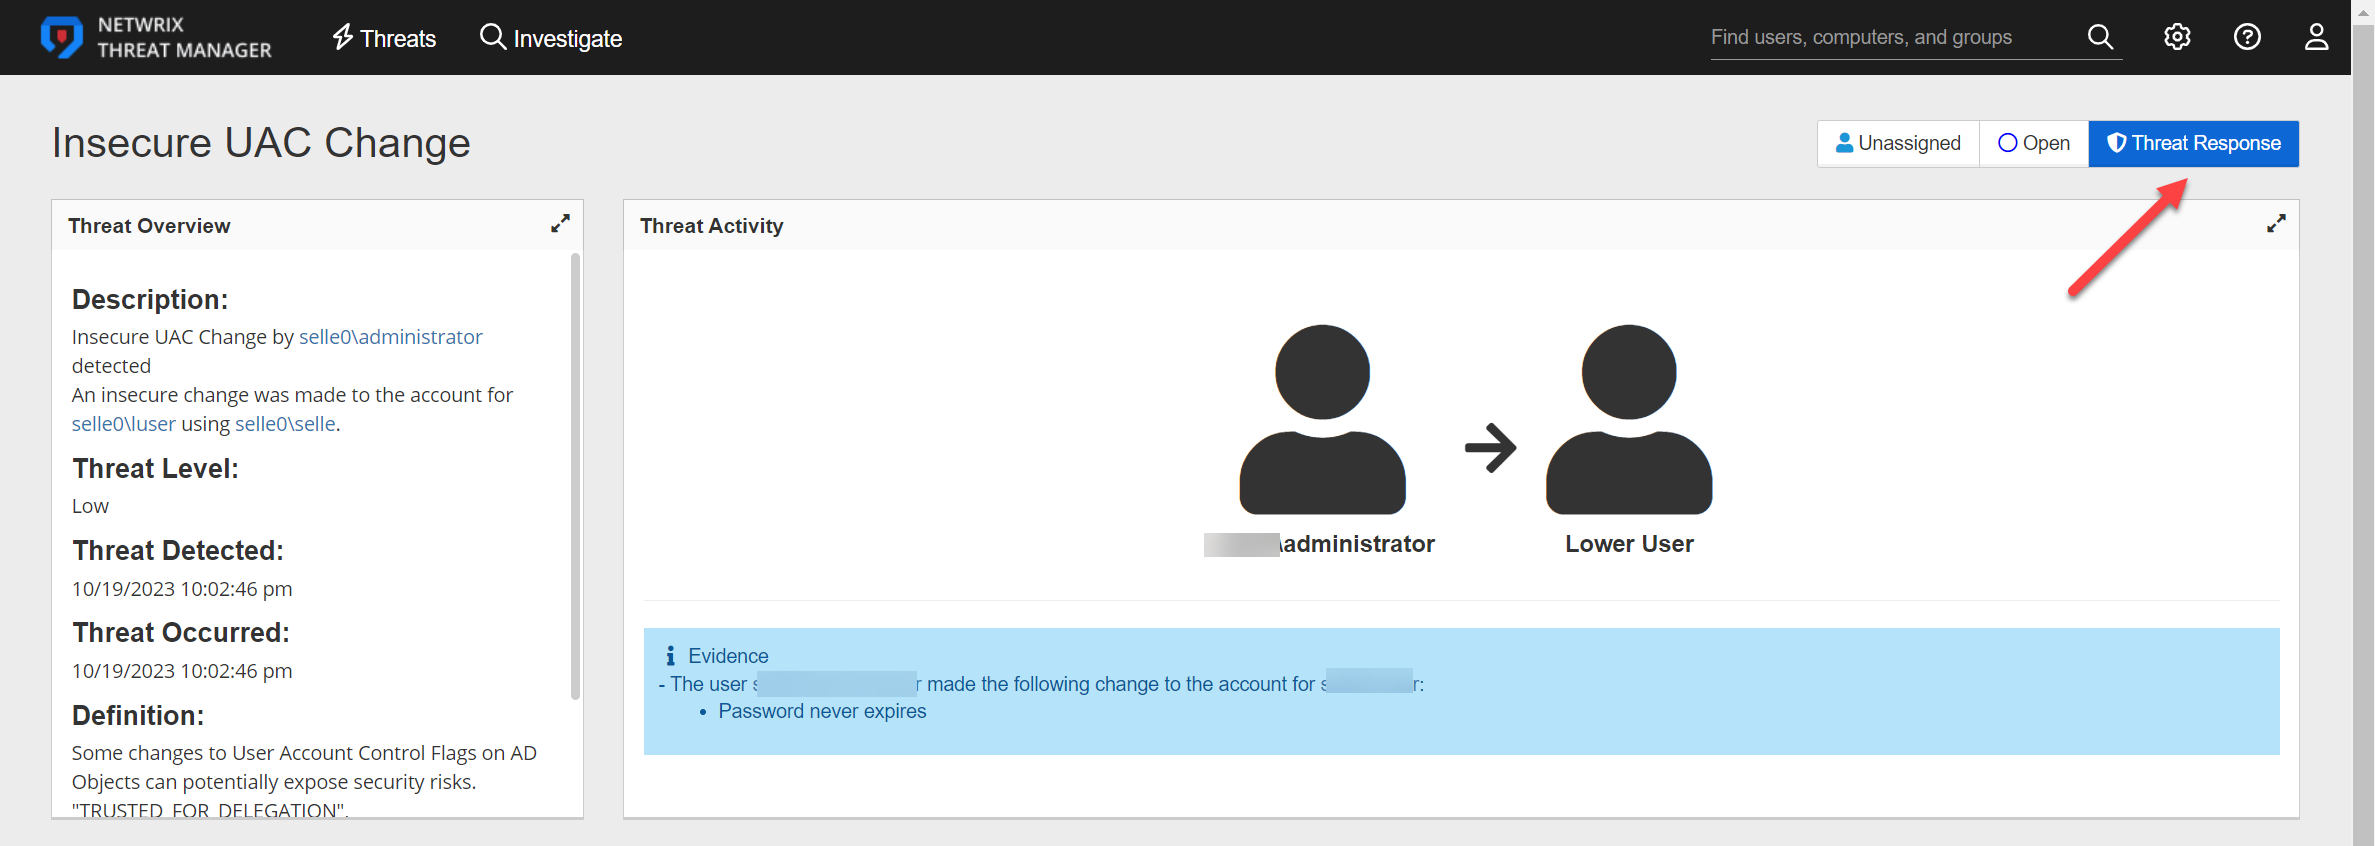 NETWRIX
THREAT MANAGER
Threats
Investigate
Find users, computers, and groups
Insecure UAC Change
Unassigned
Open
Threat Response
Threat Overview
Description:
Insecure UAC Change by selle0\administrator
detected
An insecure change was made to the account for
selle0\luser using selle0\selle.
Threat Level:
Low
Threat Detected:
10/19/2023 10:02:46 pm
Threat Occurred:
10/19/2023 10:02:46 pm
Definition:
Some changes to User Account Control Flags on AD
Objects can potentially expose security risks.
"TRUSTED_FOR_DELEGATION",
Threat Activity
\administrator
Lower User
Evidence
- The user made the following change to the account for
• Password never expires